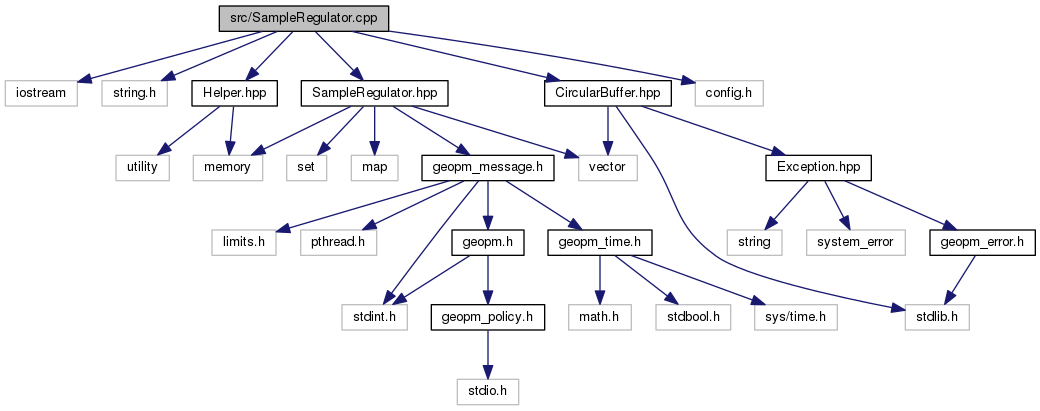 src/SampleRegulator.cpp
iostream
string.h
Helper.hpp
SampleRegulator.hpp
CircularBuffer.hpp
config.h
utility
memory
set
map
geopm_message.h
vector
Exception.hpp
limits.h
pthread.h
geopm.h
geopm_time.h
string
system_error
geopm_error.h
stdint.h
geopm_policy.h
math.h
stdbool.h
sys/time.h
stdlib.h
stdio.h